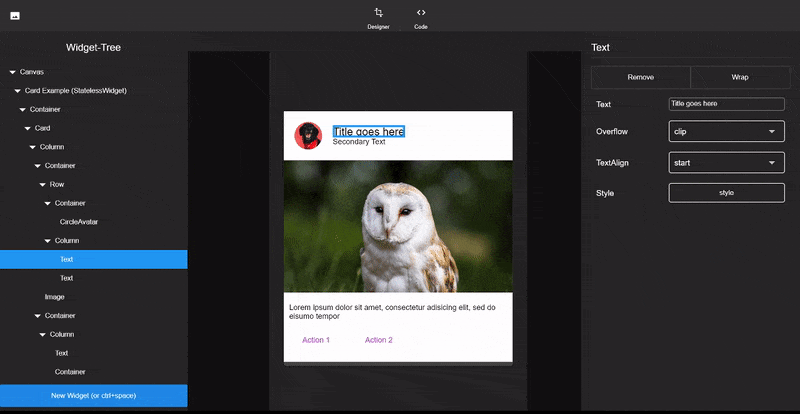 Designer
Code
Widget-Tree
Canvas
Card Example (StatelessWidget)
Container
Card
Column
Container
Row
Container
CircleAvatar
Column
Text
Text
Image
Container
Column
Text
Container
New Widget (or ctrl+space)
Title goes here
Secondary Text
Lorem ipsum dolor sit amet, consectetur adisicing elit, sed do
eisumo tempor
Action 1
Action 2
Text
Remove
Wrap
Text
Title goes here
Overflow
clip
TextAlign
start
Style
style